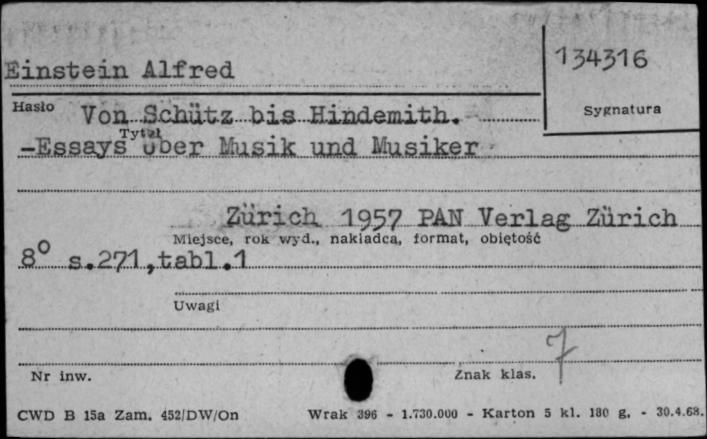 134316
Einstein Alfred
Sygnatura
Hasło Von Schütz bis Hindemith.
Tytuł
-Essays über Musik und Musiker
Zürich 1957 PAN Verlag Zürich
Miejsce, rok wyd., nakładca, format, objętość
8° s.271,tabl.1
Uwagi
7
Nr inw.
Znak klas.
CWD B 15a Zam. 452/DW/On Wrak 396 - 1.730.000 - Karton 5 kl. 180 g. - 30.4.68.